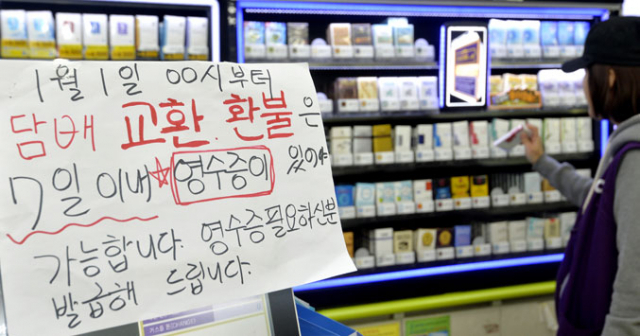 1월 1일 00시부터
담배 교환. 환불은
7일 이내 ☆영수증이 있어야
가능합니다. 영수증필요하신분
발급해 드립니다.